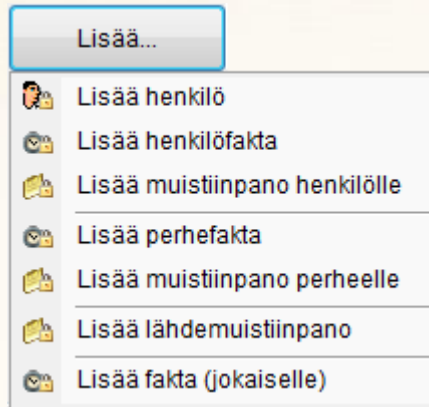 Lisää...
Lisää henkilö
Lisää henkilöfakta
Lisää muistiinpano henkilölle
Lisää perhefakta
Lisää muistiinpano perheelle
Lisää lähdemuistiinpano
Lisää fakta (jokaiselle)